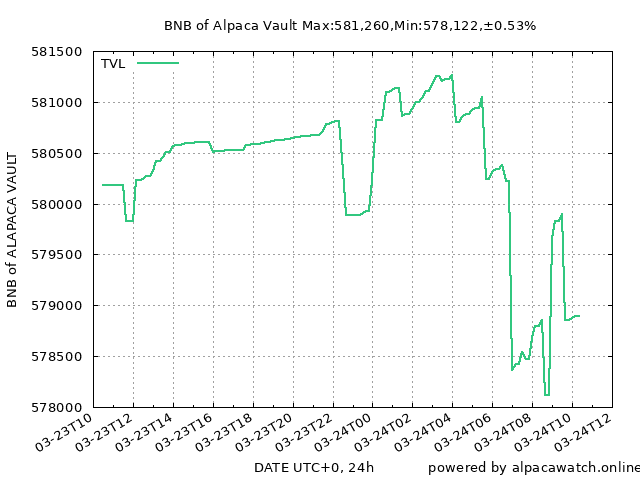 BNB of Alpaca Vault Max:581,260,Min:578,122,±0.53%
TVL
581500
581000
580500
580000
579500
579000
578500
578000
BNB of ALAPACA VAULT
03-23T10
03-23T12
03-23T14
03-23T16
03-23T18
03-23T20
03-23T22
03-24T00
03-24T02
03-24T04
03-24T06
03-24T08
03-24T10
03-24T12
DATE UTC+0, 24h
powered by alpacawatch.online